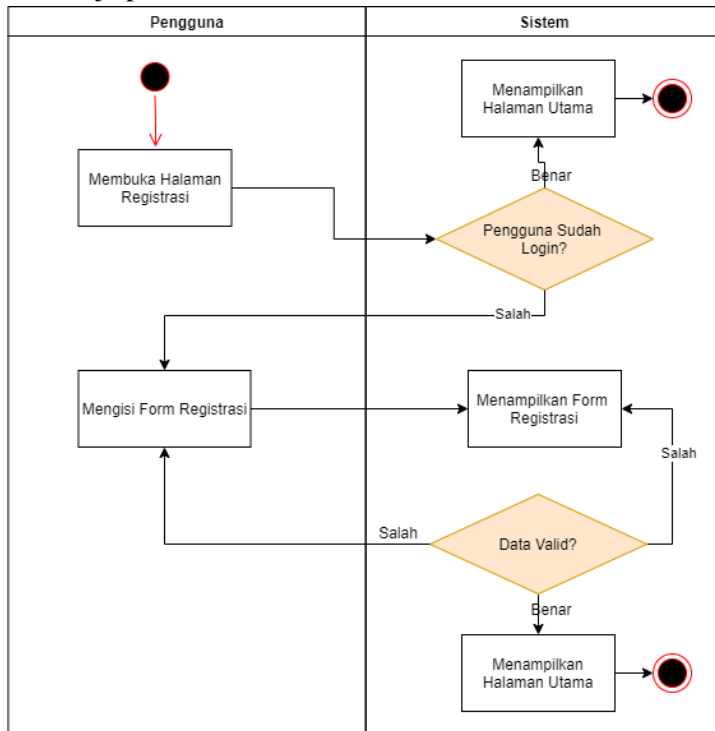 Pengguna
Sistem
Menampilkan
Halaman Utama
Membuka Halaman
Registrasi
Benar
Pengguna Sudah
Login?
Salah
Mengisi Form Registrasi
Menampilkan Form
Registrasi
Salah
Salah
Data Valid?
Benar
Menampilkan
Halaman Utama